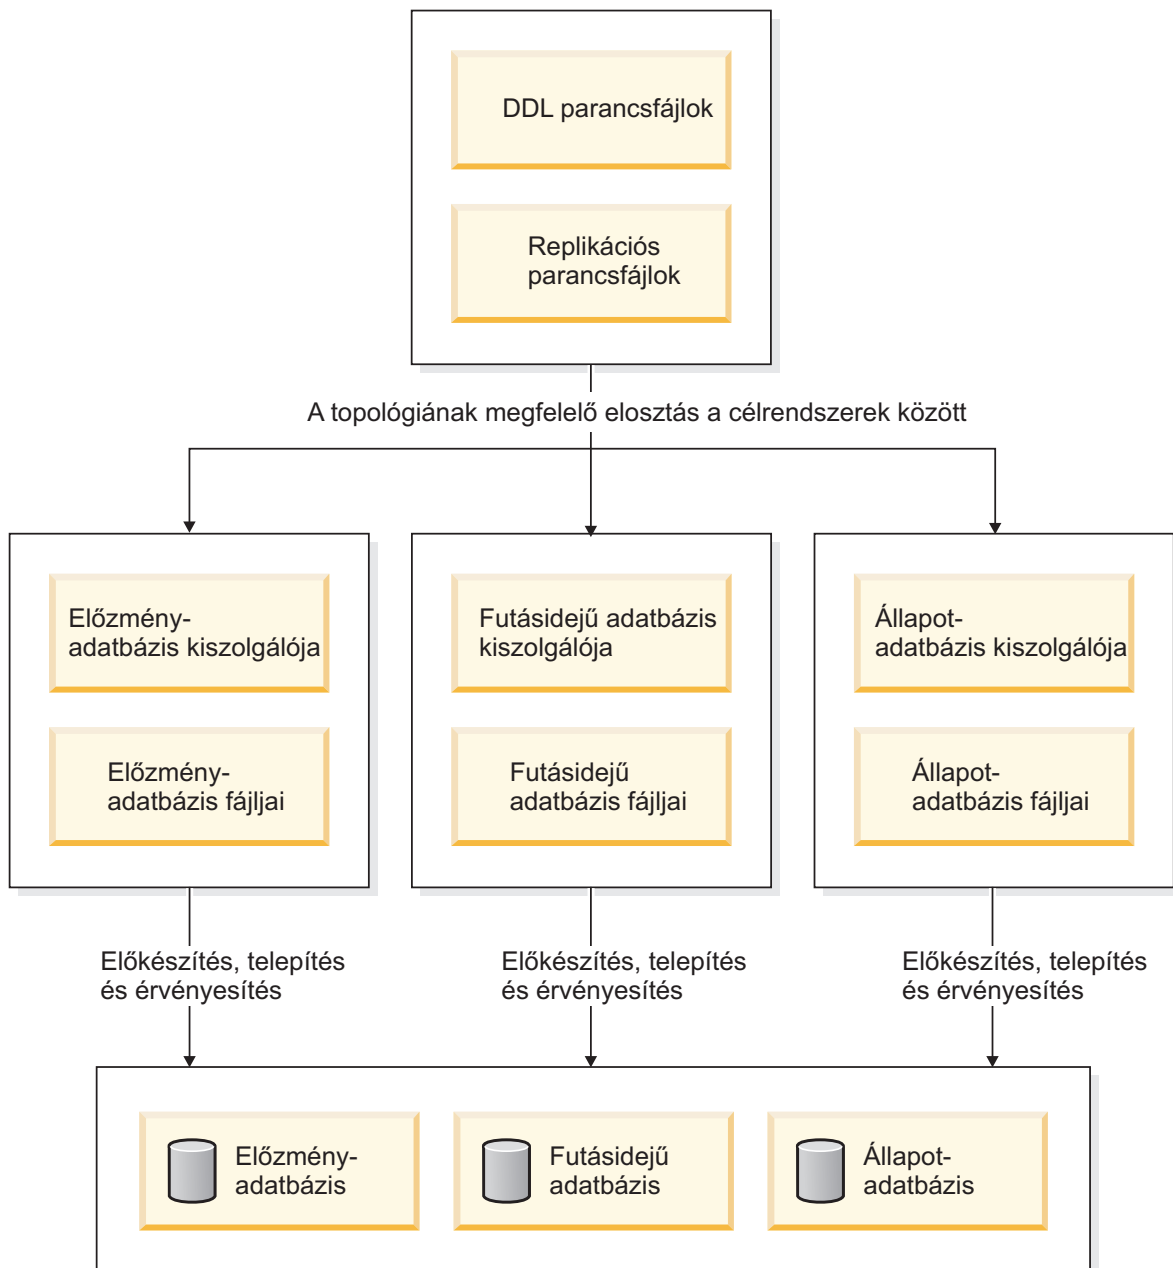 DDL parancsfájlok
Replikációs
parancsfájlok
A topológiának megfelelő elosztás a célrendszerek között
Előzmény-
adatbázis kiszolgálója
Előzmény-
adatbázis fájljai
Futásidejű adatbázis
kiszolgálója
Futásidejű
adatbázis fájljai
Állapot-
adatbázis kiszolgálója
Állapot-
adatbázis fájljai
Előkészítés, telepítés
és érvényesítés
Előkészítés, telepítés
és érvényesítés
Előkészítés, telepítés
és érvényesítés
Előzmény-
adatbázis
Futásidejű
adatbázis
Állapot-
adatbázis